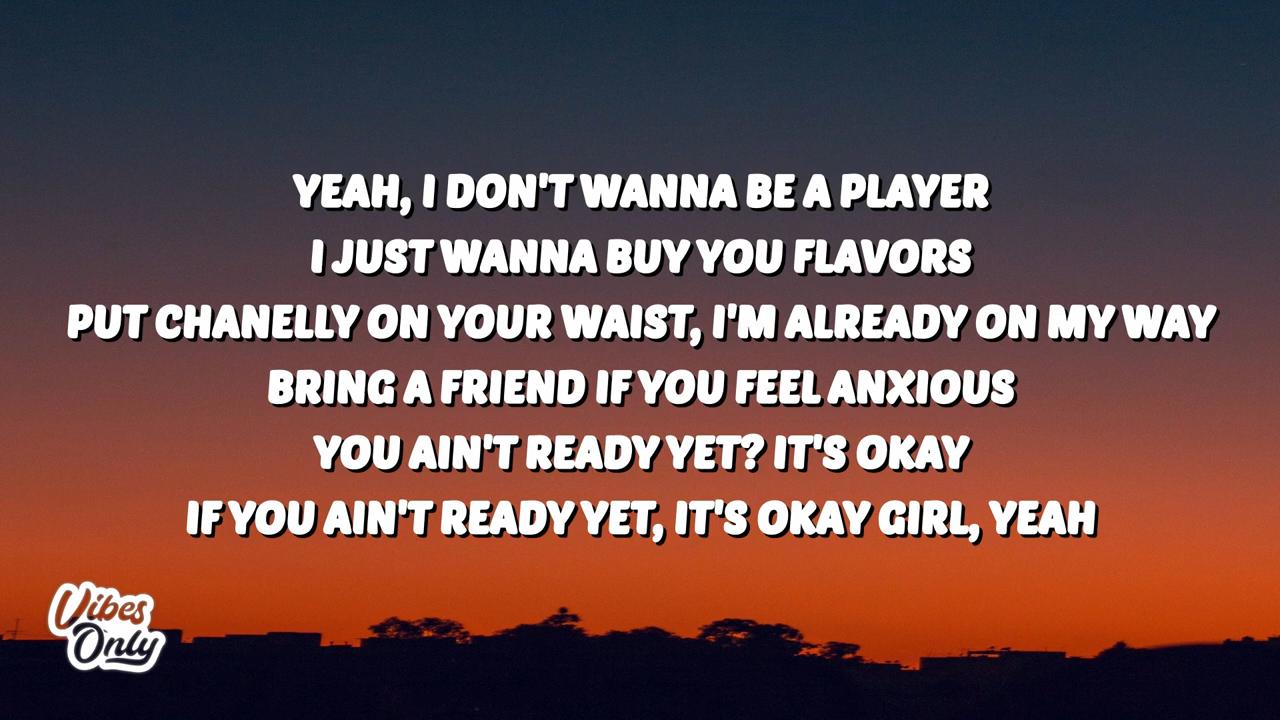 YEAH, I DON'T WANNA BE A PLAYER
I JUST WANNA BUY YOU FLAVORS
PUT CHANELLY ON YOUR WAIST, I'M ALREADY ON MY WAY
BRING A FRIEND IF YOU FEEL ANXIOUS
YOU AIN'T READY YET? IT'S OKAY
IF YOU AIN'T READY YET, IT'S OKAY GIRL, YEAH
Vibes
Only